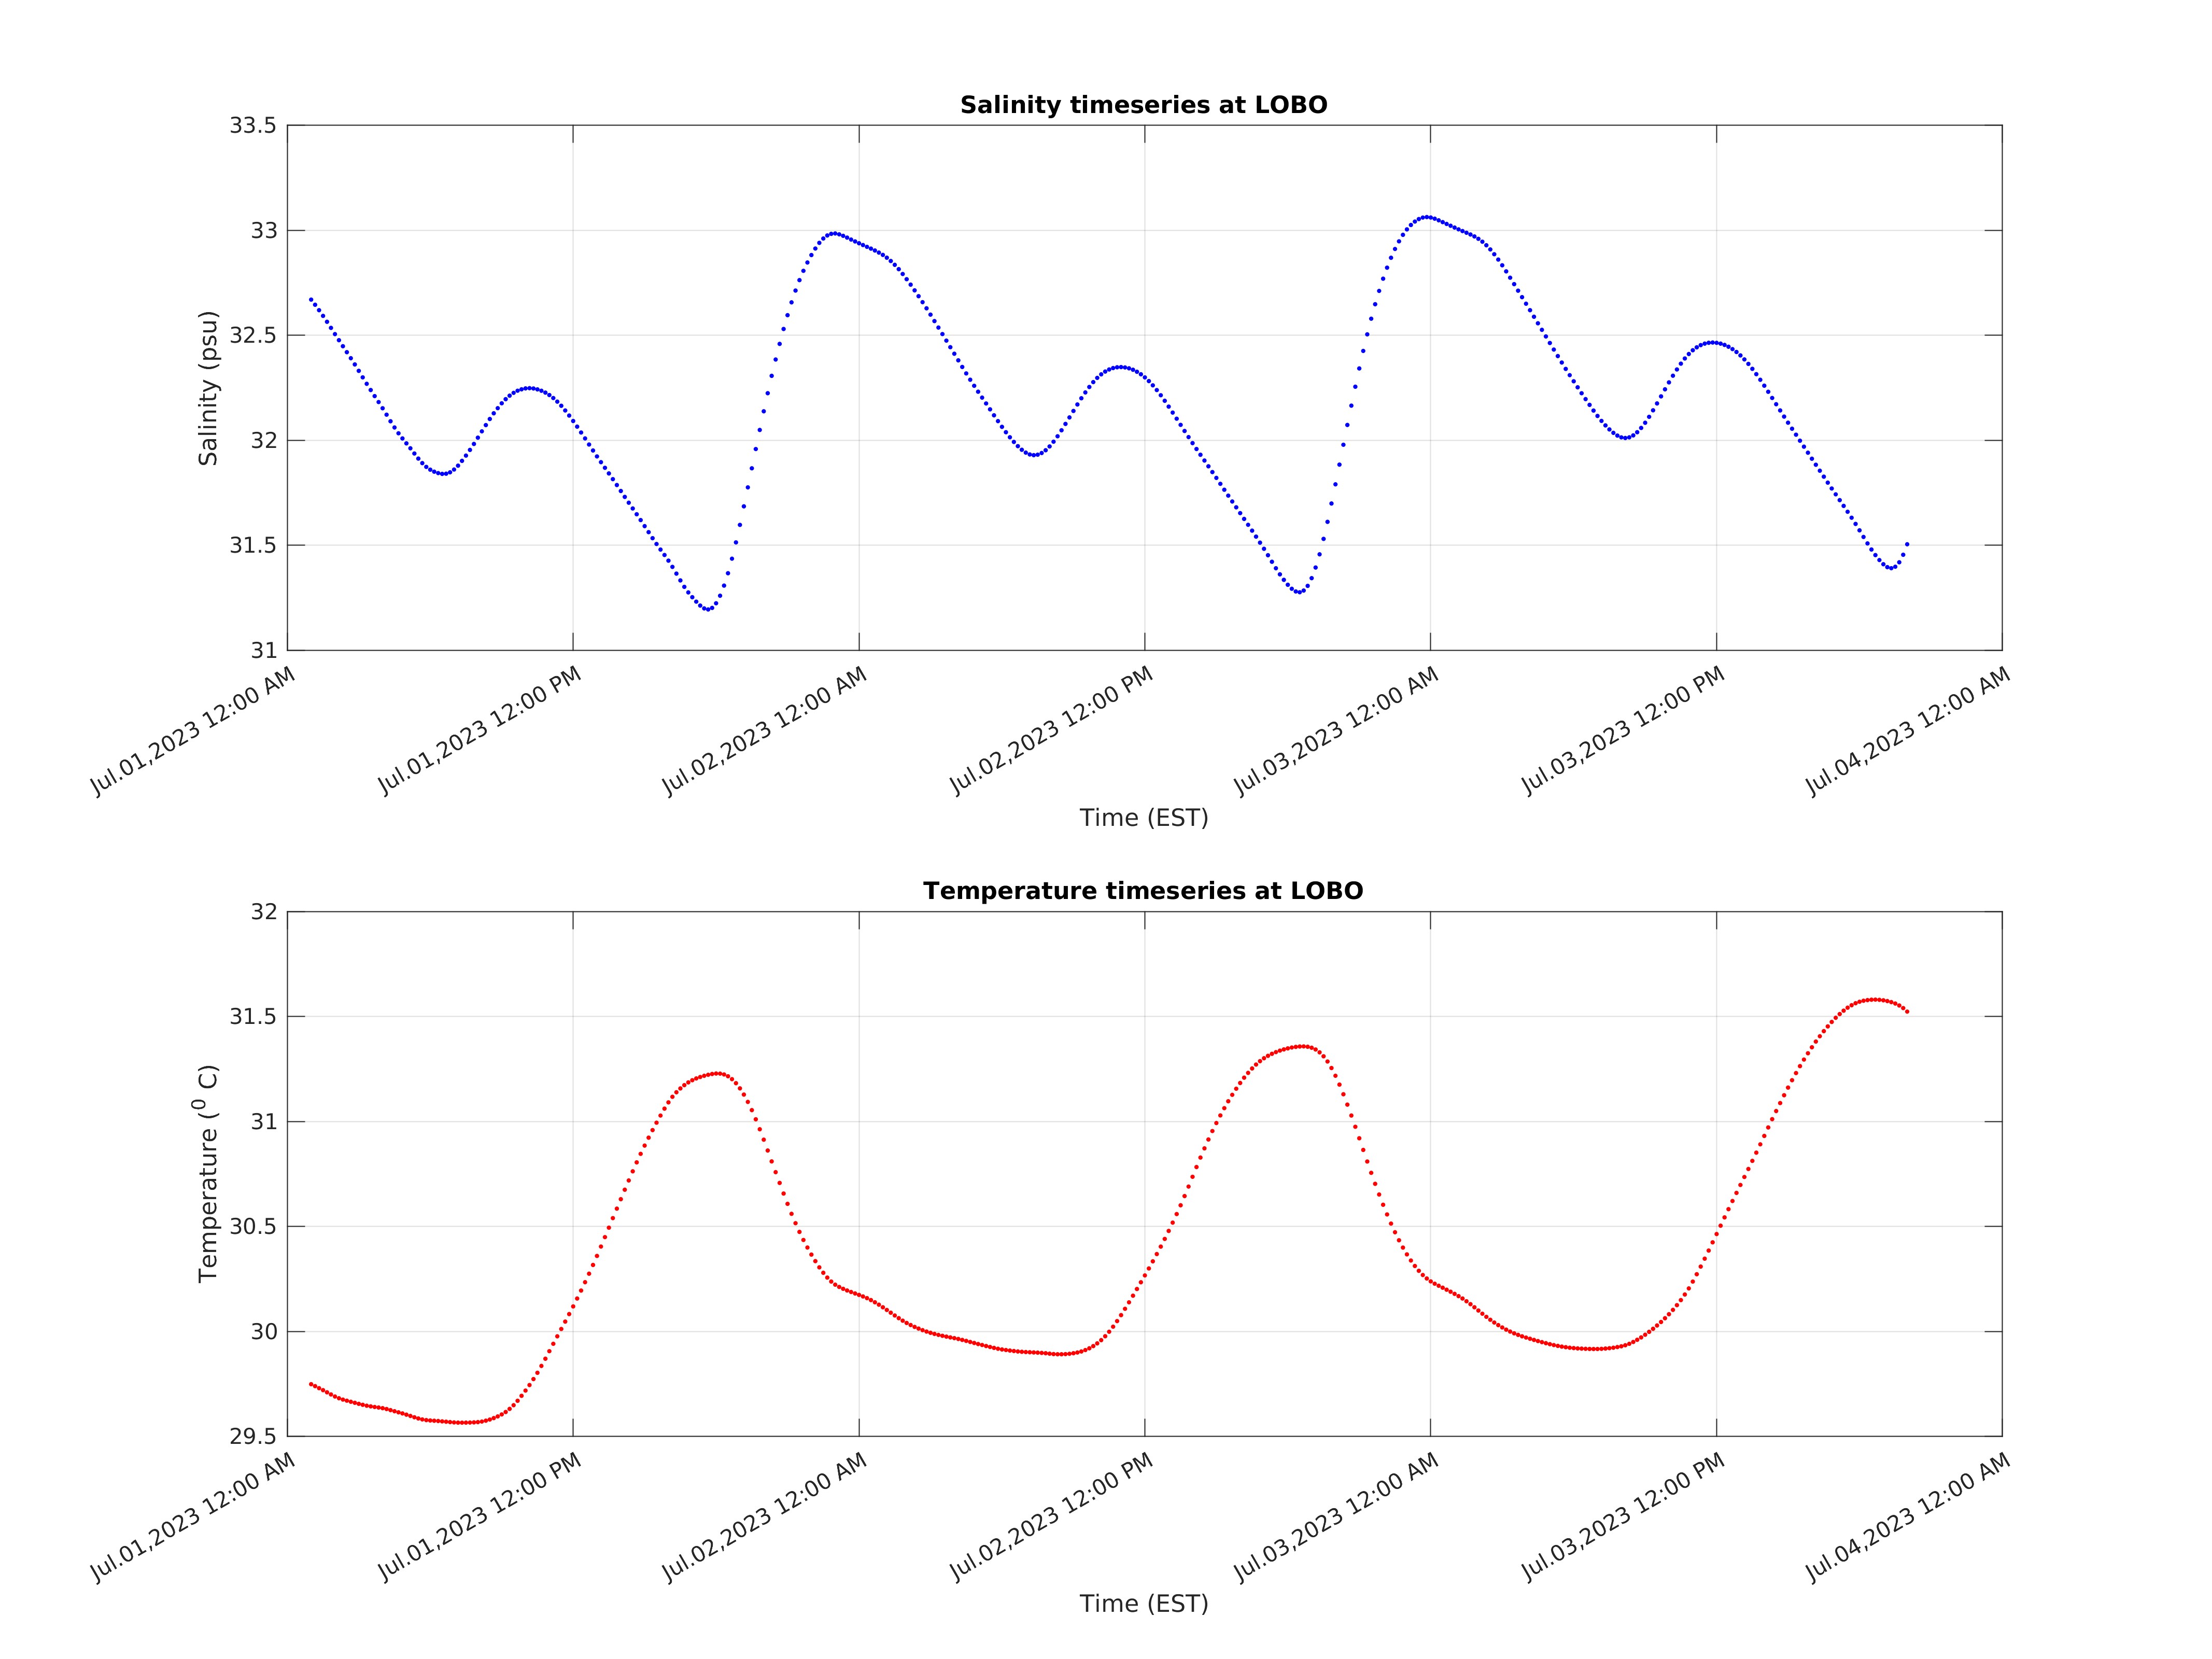 Salinity timeseries at LOBO
33.5
33
32.5
32
31.5
31
Salinity (psu)
Jul.01,2023 12:00 AM
Jul.01,2023 12:00 PM
Jul.02,2023 12:00 AM
Jul.02,2023 12:00 PM
Jul.03,2023 12:00 AM
Jul.03,2023 12:00 PM
Jul.04,2023 12:00 AM
Time (EST)
Temperature timeseries at LOBO
32
31.5
31
30.5
30
29.5
Temperature (⁰ C)
Jul.01,2023 12:00 AM
Jul.01,2023 12:00 PM
Jul.02,2023 12:00 AM
Jul.02,2023 12:00 PM
Jul.03,2023 12:00 AM
Jul.03,2023 12:00 PM
Jul.04,2023 12:00 AM
Time (EST)